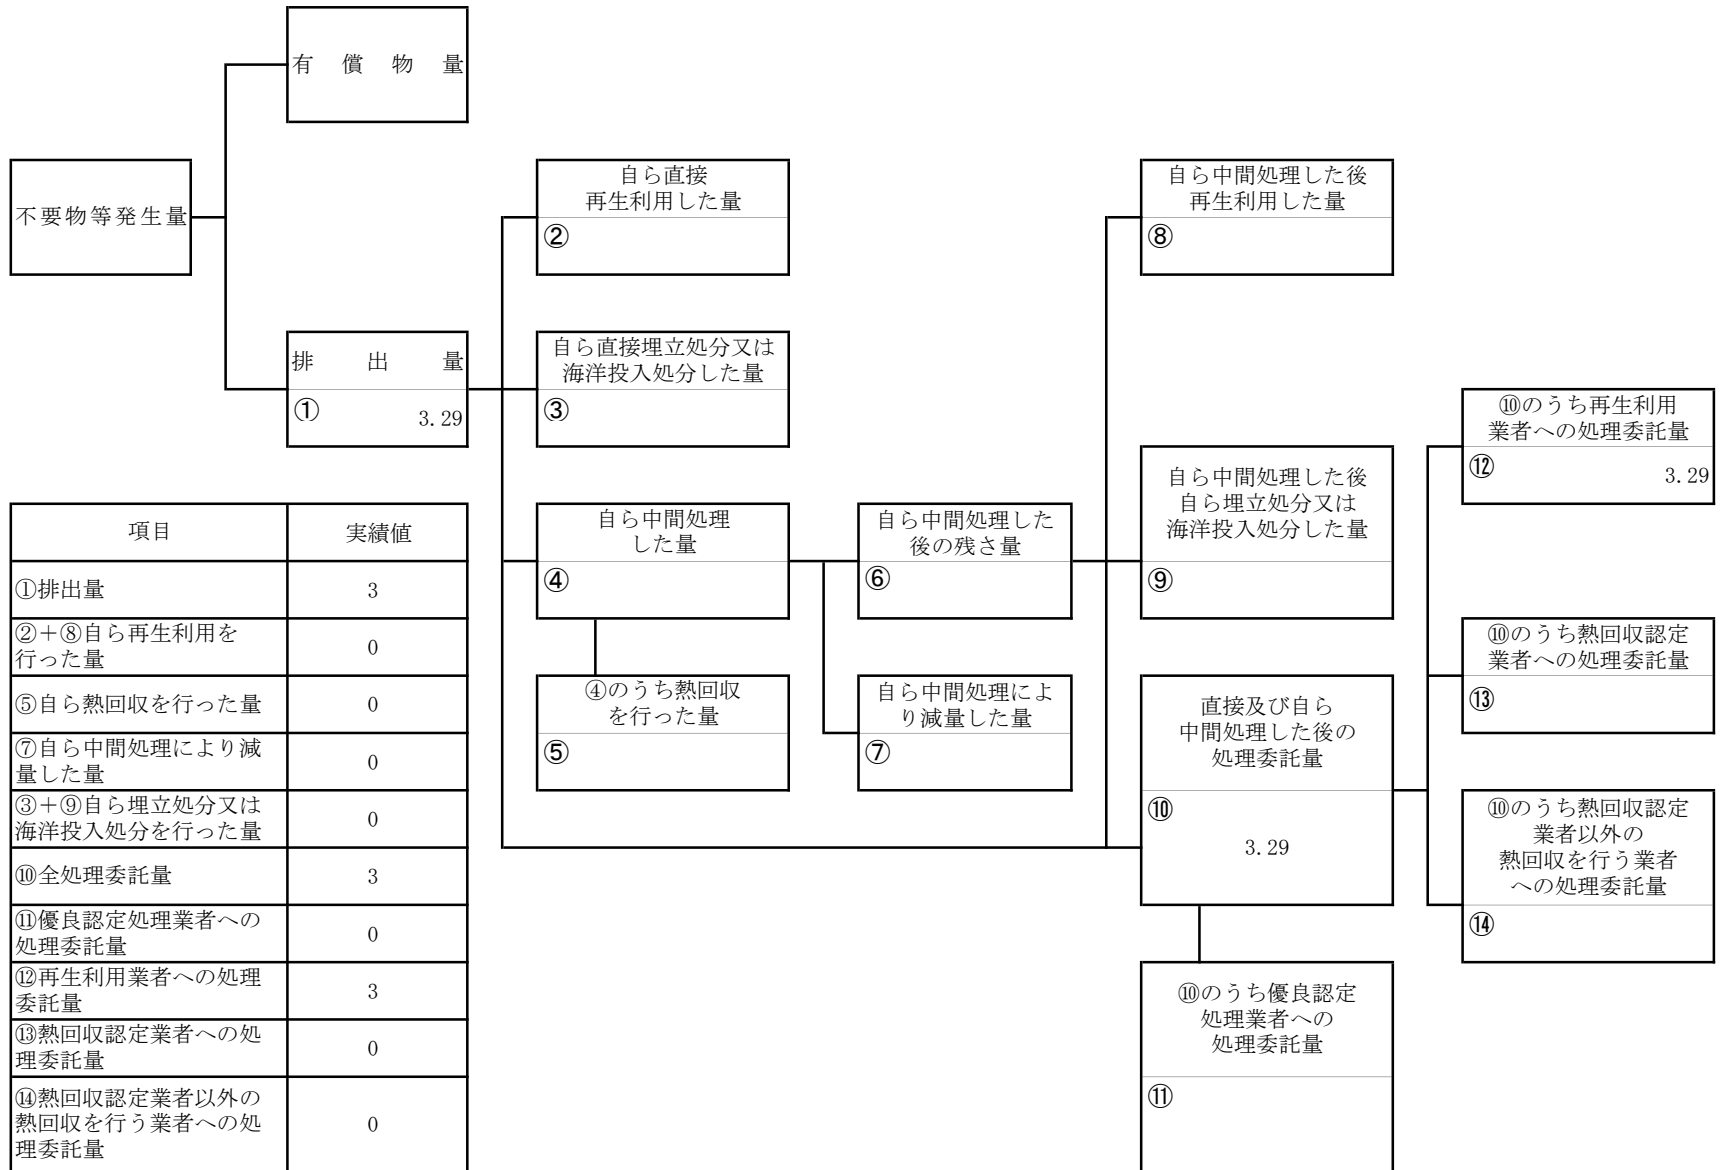 有償物量
不要物等発生量
排出量
①
3.29
自ら直接
再生利用した量
②
自ら直接埋立処分又は
海洋投入処分した量
③
自ら中間処理
した量
④
④のうち熱回収
を行った量
⑤
自ら中間処理した
後の残さ量
⑥
自ら中間処理によ
り減量した量
⑦
自ら中間処理した後
再生利用した量
⑧
自ら中間処理した後
自ら埋立処分又は
海洋投入処分した量
⑨
直接及び自ら
中間処理した後の
処理委託量
⑩
3.29
⑩のうち優良認定
処理業者への
処理委託量
⑪
⑩のうち再生利用
業者への処理委託量
⑫
3.29
⑩のうち熱回収認定
業者への処理委託量
⑬
⑩のうち熱回収認定
業者以外の
熱回収を行う業者
への処理委託量
⑭
項目 実績値
①排出量 3
②+⑧自ら再生利用を
行った量 0
⑤自ら熱回収を行った量 0
⑦自ら中間処理により減
量した量 0
③+⑨自ら埋立処分又は
海洋投入処分を行った量 0
⑩全処理委託量 3
⑪優良認定処理業者への
処理委託量 0
⑫再生利用業者への処理
委託量 3
⑬熱回収認定業者への処
理委託量 0
⑭熱回収認定業者以外の
熱回収を行う業者への処
理委託量 0